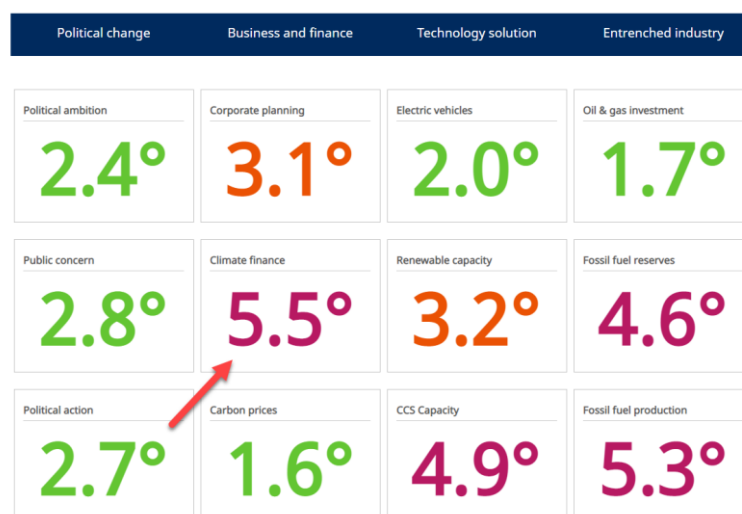 Political change Business and finance Technology solution Entrenched industry
Political ambition Corporate planning Electric vehicles Oil & gas investment
2.4° 3.1° 2.0° 1.7°
Public concern Climate finance Renewable capacity Fossil fuel reserves
2.8° 5.5° 3.2° 4.6°
Political action Carbon prices CCS Capacity Fossil fuel production
2.7° 1.6° 4.9° 5.3°